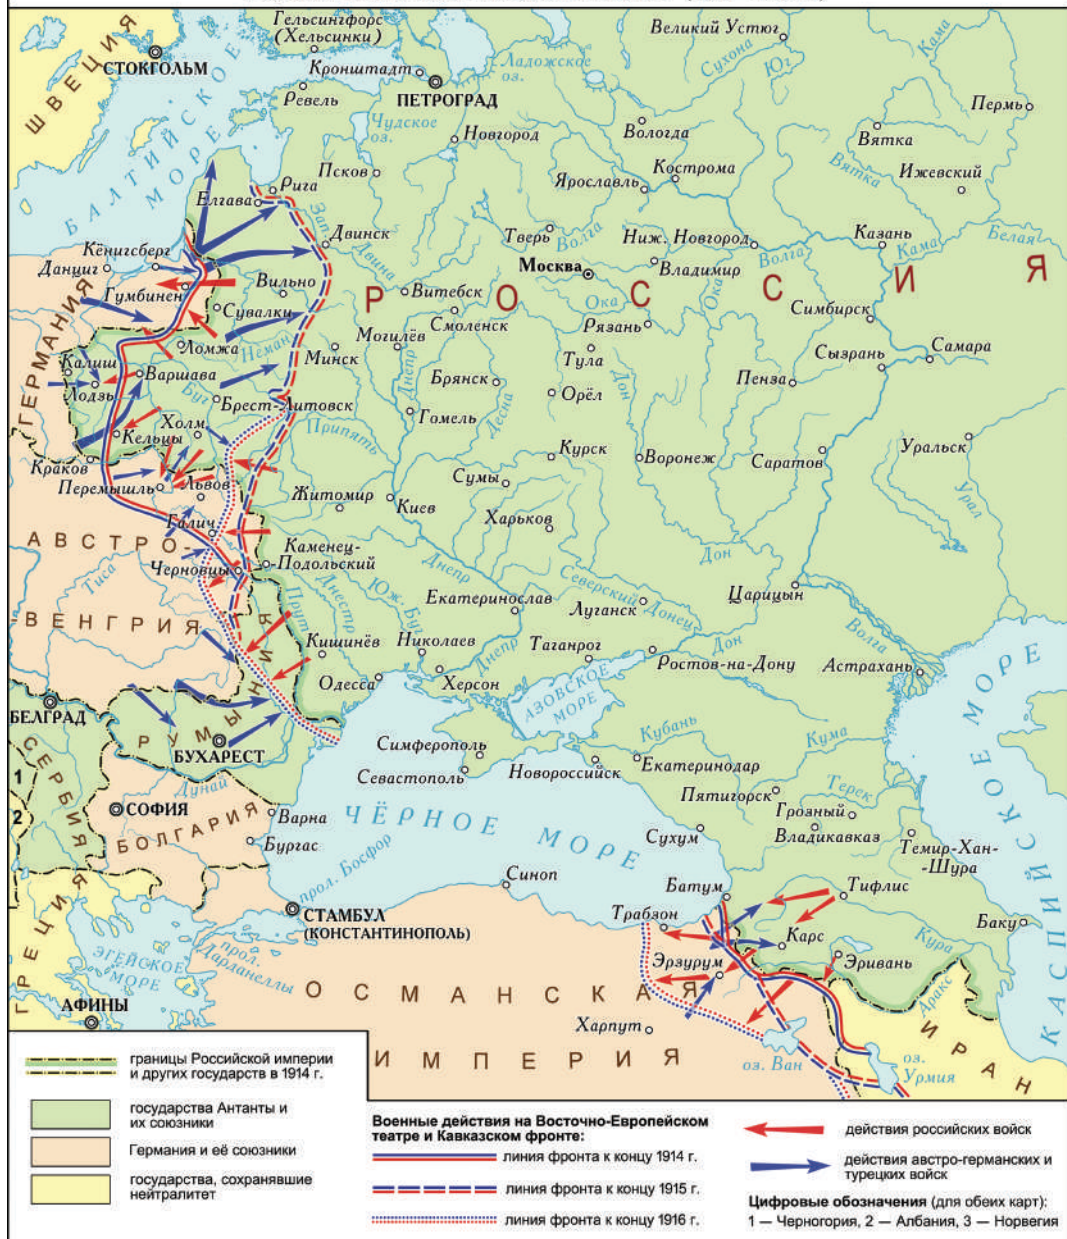 ШВЕЦИЯ
СТОКГОЛЬМ
БАЛТИЙСКОЕ
МОРЕ
Гельсингфорс
(Хельсинки)
Кронштадт
Ревель
ПЕТРОГРАД
Ладожское
оз.
Чудское
оз.
Новгород
Великий Устюг
Сухона
Юг
Кама
Пермь
Вологда
Вятка
Вятка
Ижевский
Псков
Кострома
Ярославль
Рига
Елгава
Зап. Двина
Двинск
Тверь
Волга
Ниж. Новгород
Волга
Казань
Кама
Белая
Кёнигсберг
Данциг
Гумбинен
Вильно
Сувалки
Москва
Владимир
РОССИЯ
Витебск
Смоленск
Ока
Ока
Рязань
Симбирск
ГЕРМАНИЯ
Ломжа
Неман
Минск
Могилёв
Днепр
Тула
Сызрань
Самара
Калиш
Лодзь
Варшава
Буг
Брест-Литовск
Брянск
Десна
Орёл
Дон
Пенза
Гомель
Холм
Кельцы
Припять
Краков
Перемышль
Львов
Курск
Воронеж
Саратов
Уральск
Урал
Сумы
Житомир
Киев
Харьков
Галич
АВСТРО-
ВЕНГРИЯ
Тиса
Черновцы
Каменец-
-Подольский
Днепр
Северский Донец
Дон
Царицын
Прут
Днестр
Юж. Буг
Екатеринослав
Луганск
Волга
Кишинёв
Николаев
Днепр
Таганрог
Дон
Ростов-на-Дону
Астрахань
Одесса
Херсон
АЗОВСКОЕ
МОРЕ
БЕЛГРАД
РУМЫНИЯ
БУХАРЕСТ
Дунай
Симферополь
Севастополь
Новороссийск
Кубань
Екатеринодар
Кума
СЕРБИЯ
1
2
СОФИЯ
БОЛГАРИЯ
Варна
Бургас
ЧЁРНОЕ МОРЕ
Пятигорск
Терек
Грозный
Владикавказ
Сухум
Темир-Хан-
-Шура
КАСПИЙСКОЕ МОРЕ
прол. Босфор
Синоп
Батум
Тифлис
СТАМБУЛ
(КОНСТАНТИНОПОЛЬ)
Трабзон
Карс
Баку
Кура
ГРЕЦИЯ
ЭГЕЙСКОЕ
МОРЕ
прол.
Дарданеллы
Эрзурум
Эривань
Аракс
АФИНЫ
ОСМАНСКАЯ
ИМПЕРИЯ
Харпут
оз. Ван
оз.
Урмия
ИРАН
границы Российской империи
и других государств в 1914 г.
государства Антанты и
их союзники
Германия и её союзники
государства, сохранявшие
нейтралитет
Военные действия на Восточно-Европейском
театре и Кавказском фронте:
линия фронта к концу 1914 г.
линия фронта к концу 1915 г.
линия фронта к концу 1916 г.
действия российских войск
действия австро-германских и
турецких войск
Цифровые обозначения (для обеих карт):
1 — Черногория, 2 — Албания, 3 — Норвегия